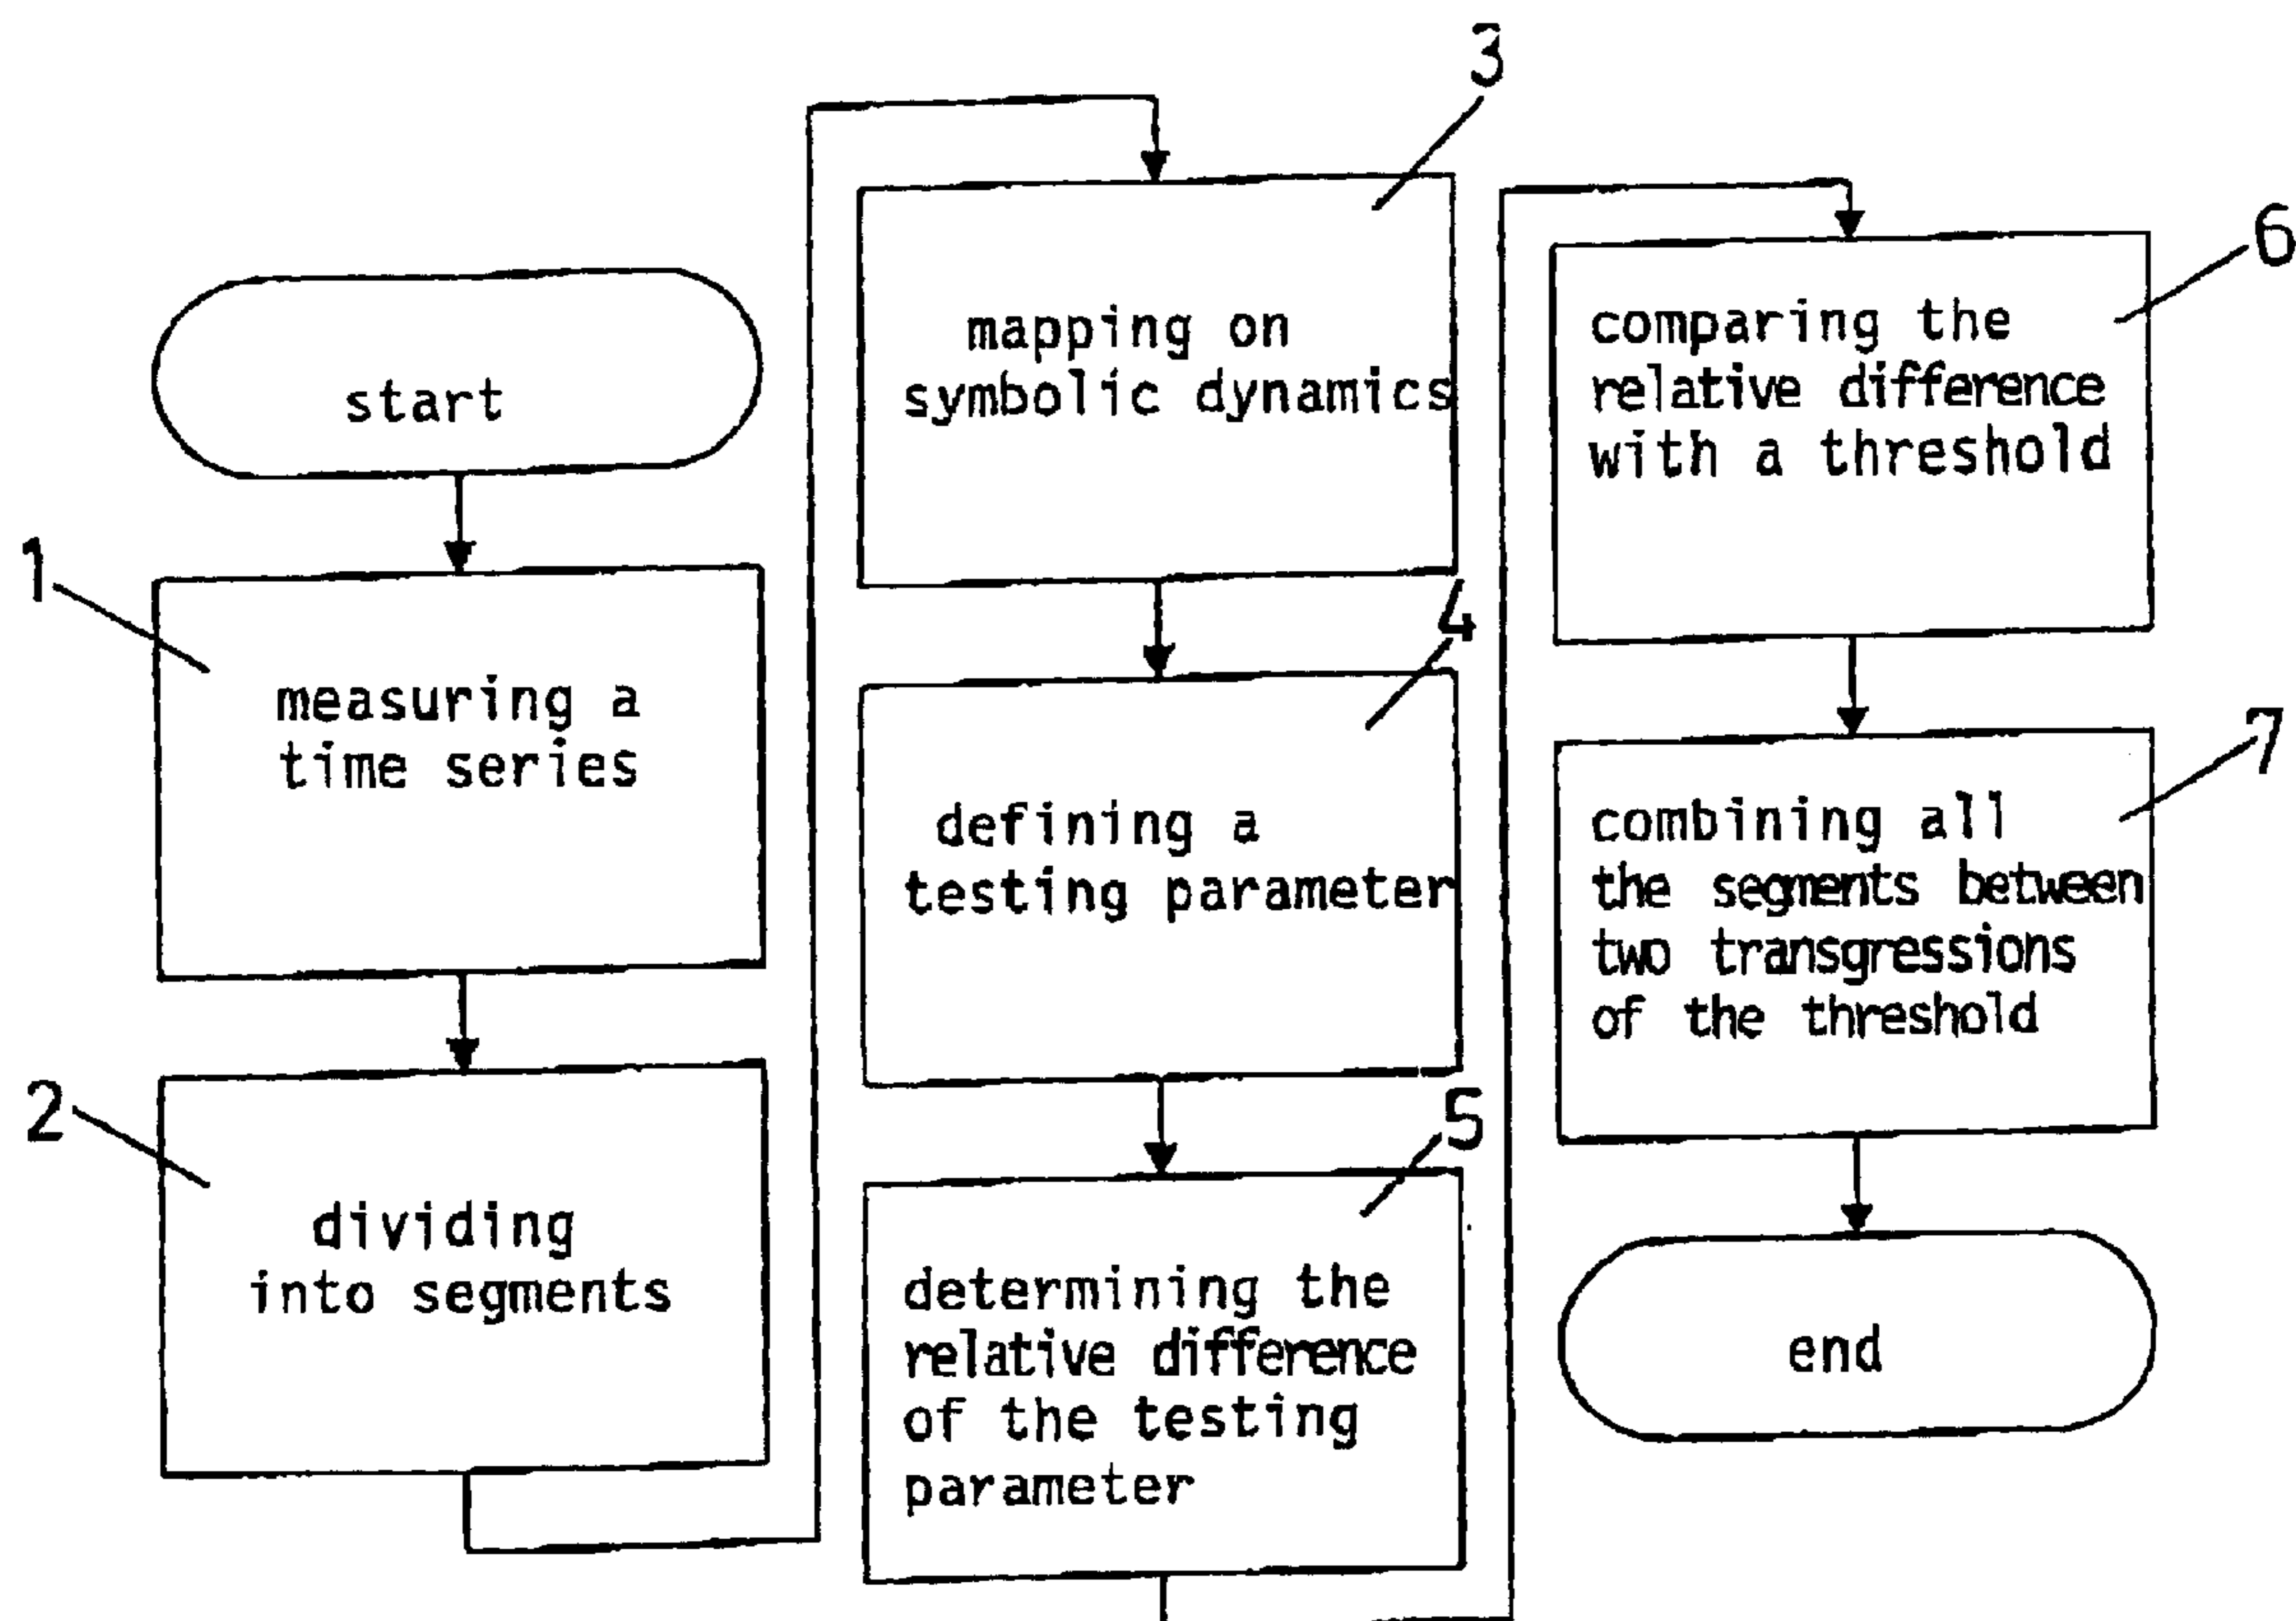 start
1
measuring a
time series
2
dividing
into segments
3
mapping on
symbolic dynamics
4
defining a
testing parameter
5
determining the
relative difference
of the testing
parameter
6
comparing the
relative difference
with a threshold
7
combining all
the segments between
two transgressions
of the threshold
end